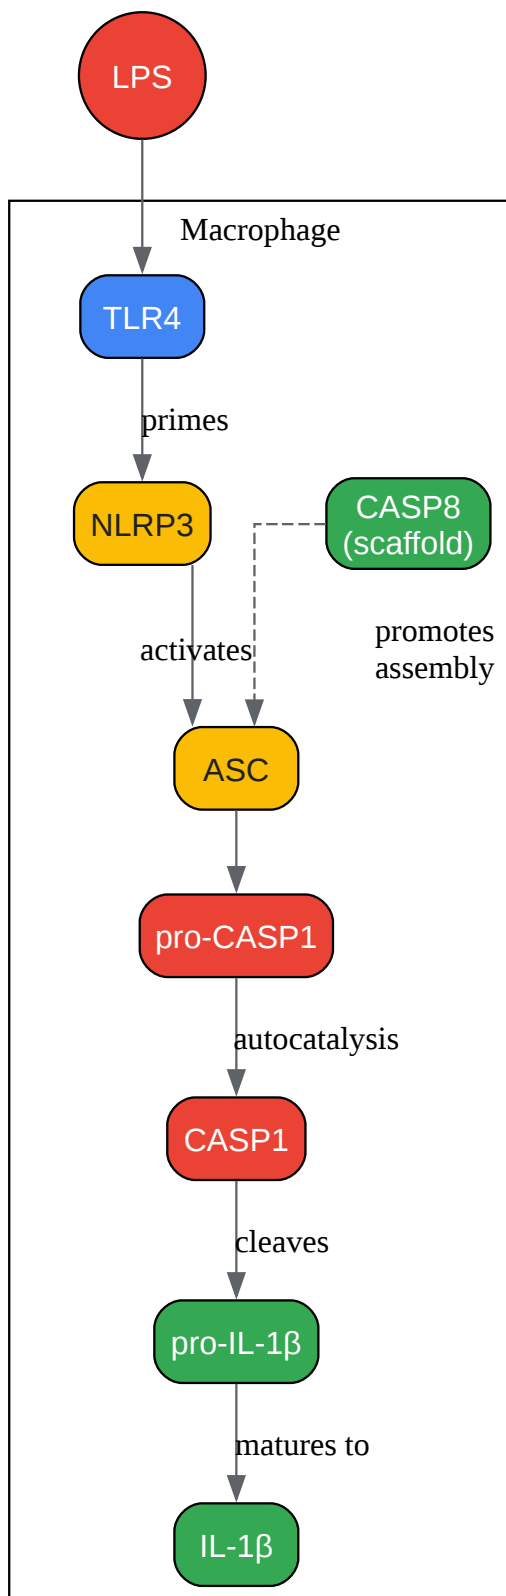 LPS
Macrophage
TLR4
primes
NLRP3
CASP8
(scaffold)
activates
promotes
assembly
ASC
pro-CASP1
autocatalysis
CASP1
cleaves
pro-IL-1β
matures to
IL-1β